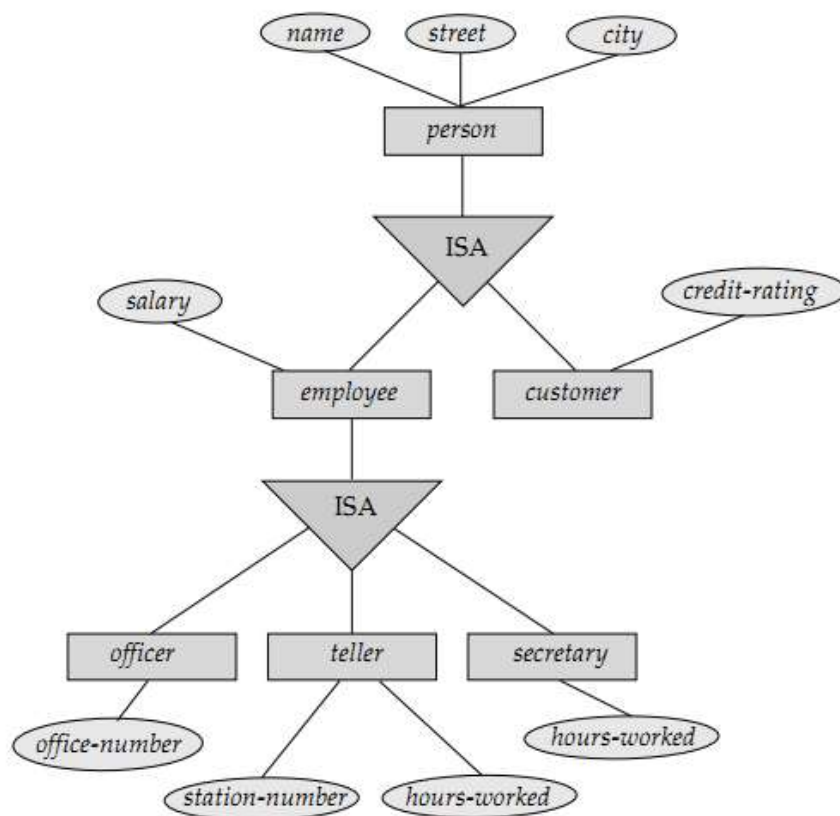 name
street
city
person
ISA
salary
credit-rating
employee
customer
ISA
officer
teller
secretary
office-number
hours-worked
station-number
hours-worked